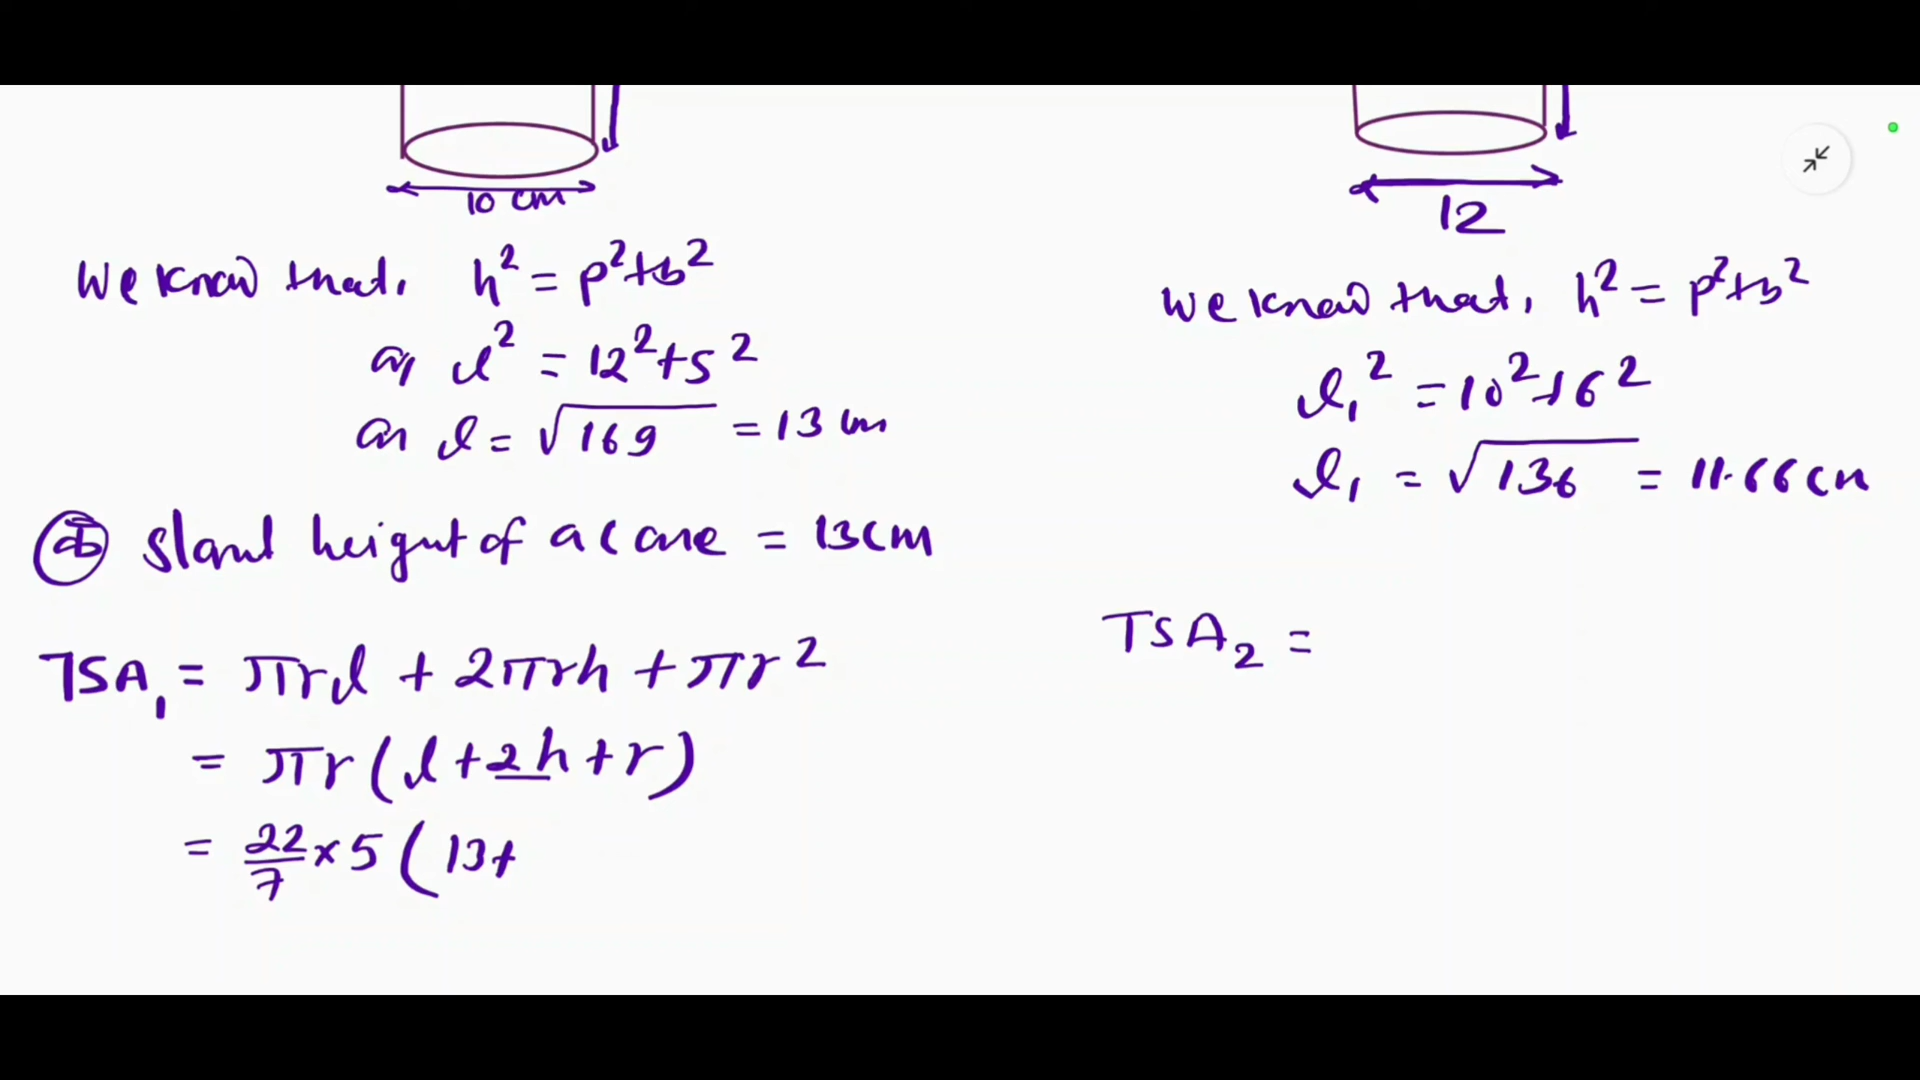 10 cm
We know that, h² = p² + b²
or, l² = 12² + 5²
or l = √169 = 13 cm
slant height of a cone = 13cm
TSA₁ = πrl + 2πrh + πr²
= πr(l + 2h + r)
= 22/7 × 5 ( 13+
12
We know that, h² = p² + b²
l₁² = 10² + 6²
l₁ = √136 = 11.66 cm
TSA₂ =